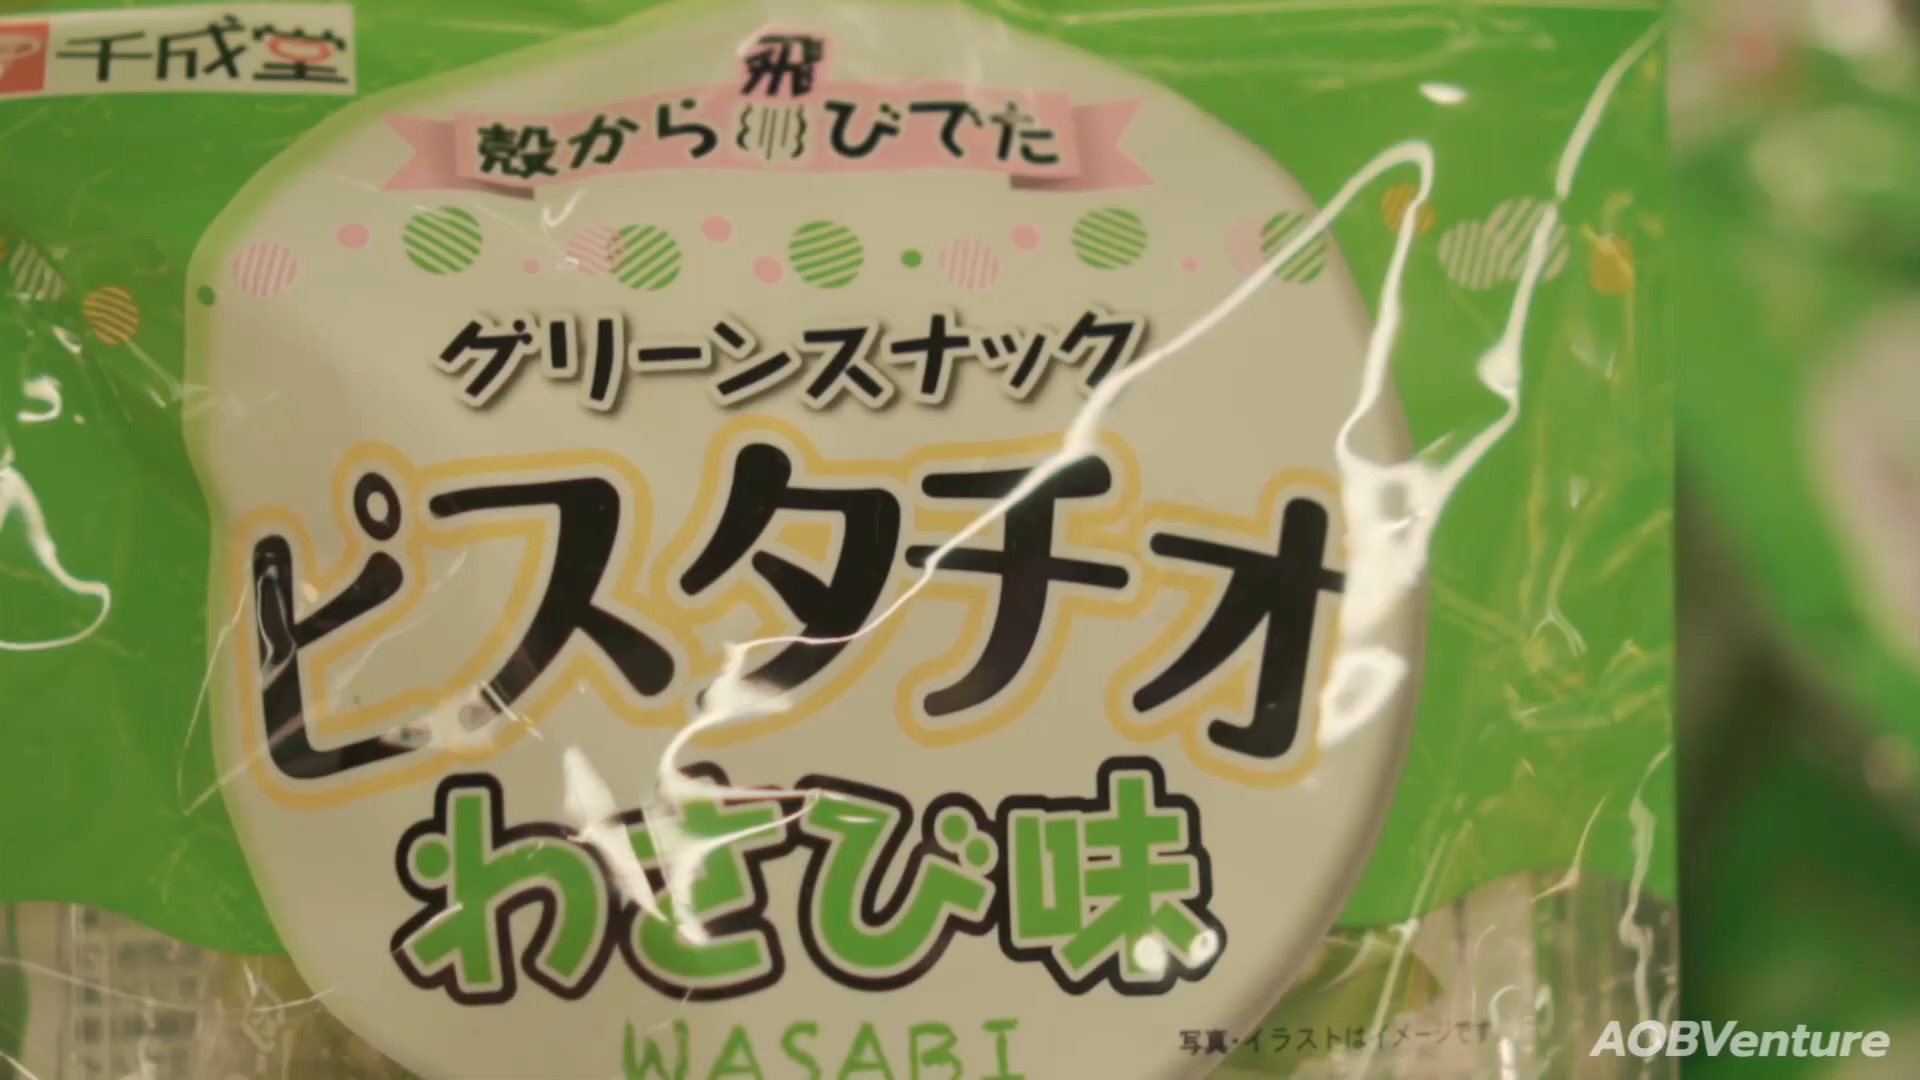 千成堂
殻から飛びでた
グリーンスナック
ピスタチオ
わさび味
WASABI
写真・イラストはイメージです
AOBVenture